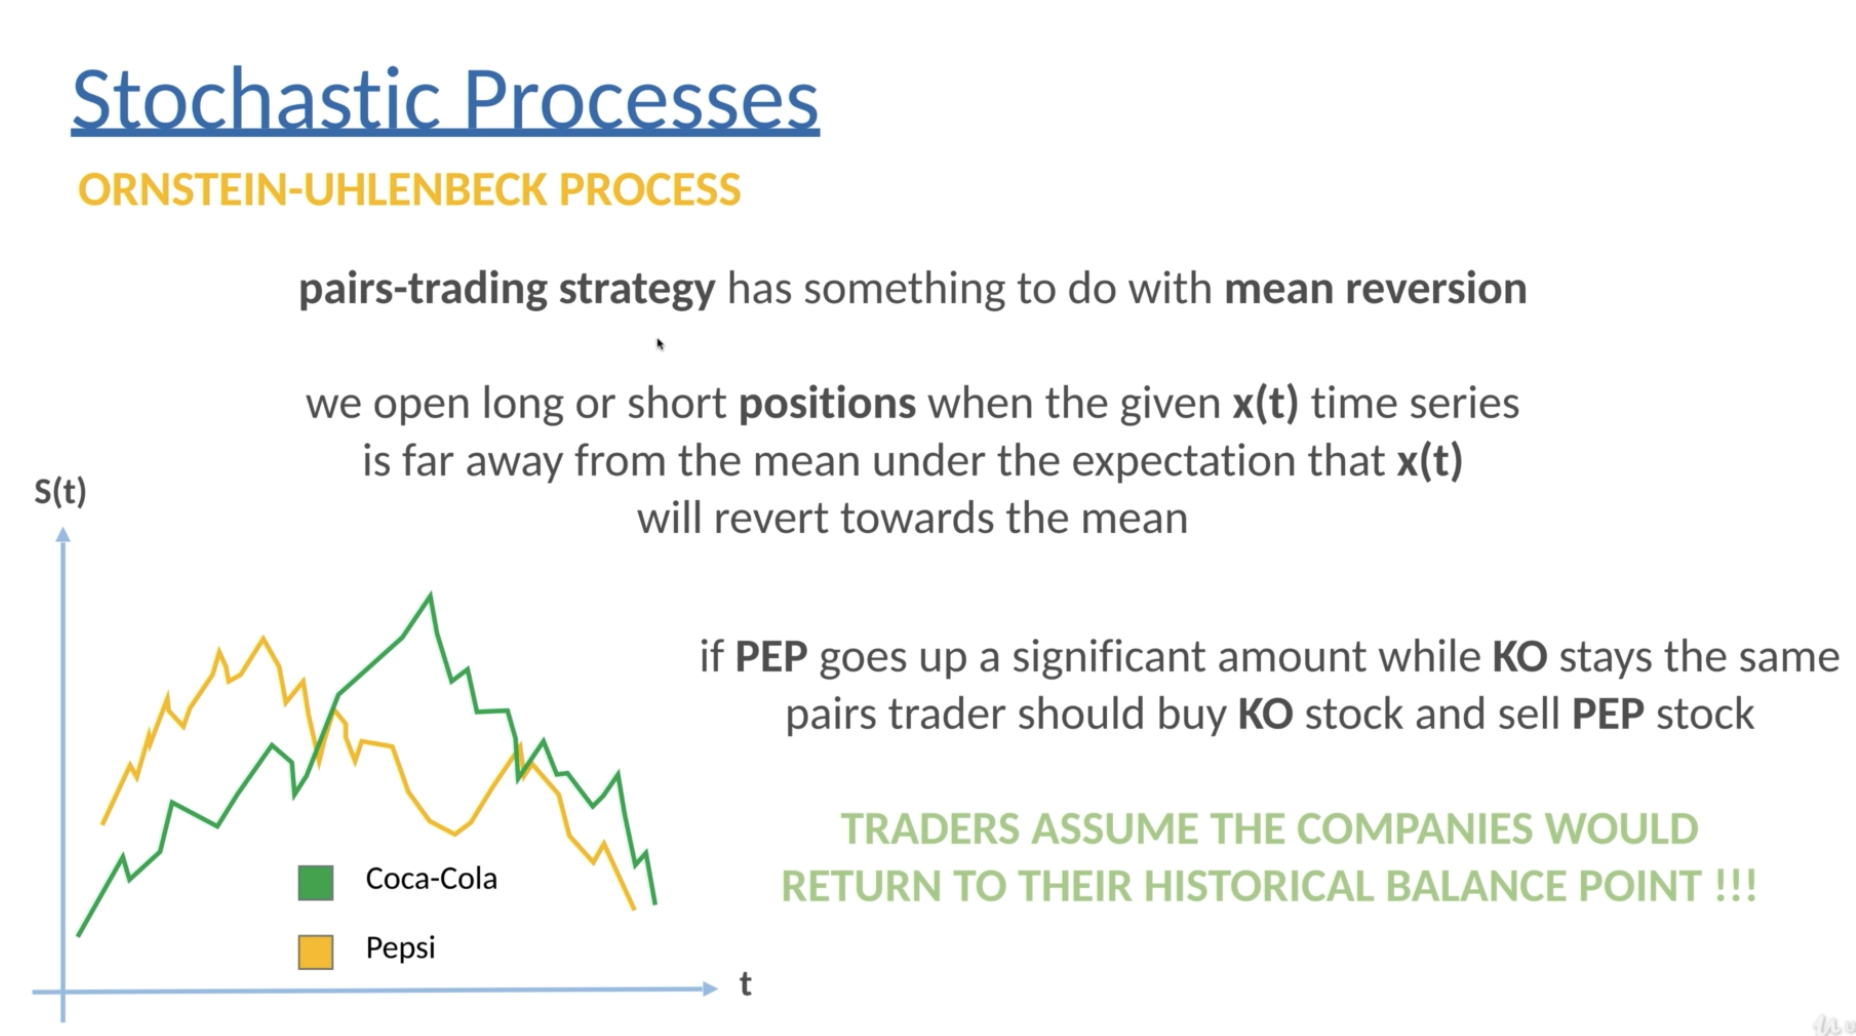 Stochastic Processes
ORNSTEIN-UHLENBECK PROCESS
pairs-trading strategy has something to do with mean reversion
we open long or short positions when the given x(t) time series
is far away from the mean under the expectation that x(t)
will revert towards the mean
S(t)
if PEP goes up a significant amount while KO stays the same
pairs trader should buy KO stock and sell PEP stock
TRADERS ASSUME THE COMPANIES WOULD
RETURN TO THEIR HISTORICAL BALANCE POINT !!!
Coca-Cola
Pepsi
t